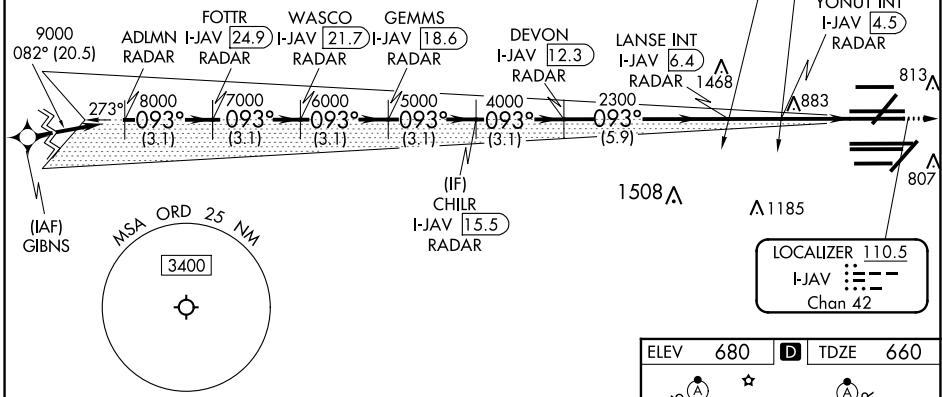 YONUT INT
I-JAV 4.5
RADAR
9000
082° (20.5)
ADLMN
RADAR
FOTTR
I-JAV 24.9
RADAR
WASCO
I-JAV 21.7
RADAR
GEMMS
I-JAV 18.6
RADAR
DEVON
I-JAV 12.3
RADAR
LANSE INT
I-JAV 6.4
RADAR
1468
813
883
273°
8000
093°
(3.1)
7000
093°
(3.1)
6000
093°
(3.1)
5000
093°
(3.1)
4000
093°
(3.1)
2300
093°
(5.9)
807
(IAF)
GIBNS
(IF)
CHILR
I-JAV 15.5
RADAR
1508
1185
MSA ORD 25 NM
3400
LOCALIZER 110.5
I-JAV
Chan 42
ELEV 680 D TDZE 660
A
A